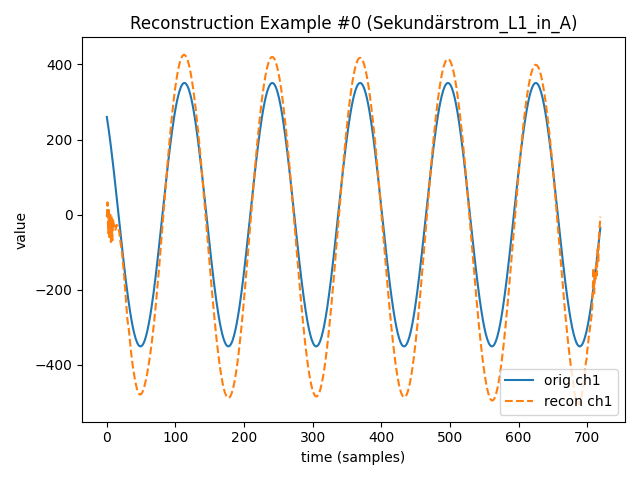 Reconstruction Example #0 (Sekundärstrom_L1_in_A)
value
400
200
0
−200
−400
0 100 200 300 400 500 600 700
time (samples)
orig ch1
recon ch1